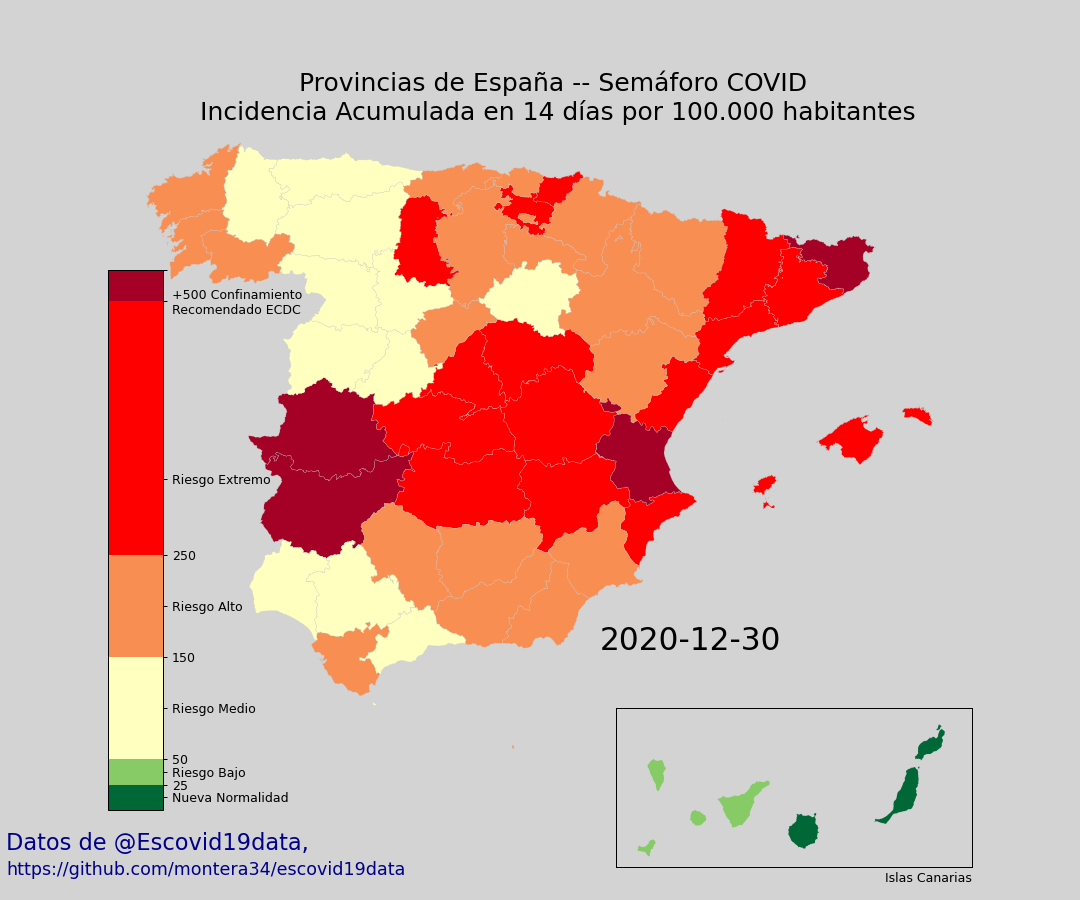 Provincias de España -- Semáforo COVID
Incidencia Acumulada en 14 días por 100.000 habitantes
+500 Confinamiento
Recomendado ECDC
Riesgo Extremo
250
Riesgo Alto
150
Riesgo Medio
50
Riesgo Bajo
25
Nueva Normalidad
2020-12-30
Islas Canarias
Datos de @Escovid19data,
https://github.com/montera34/escovid19data